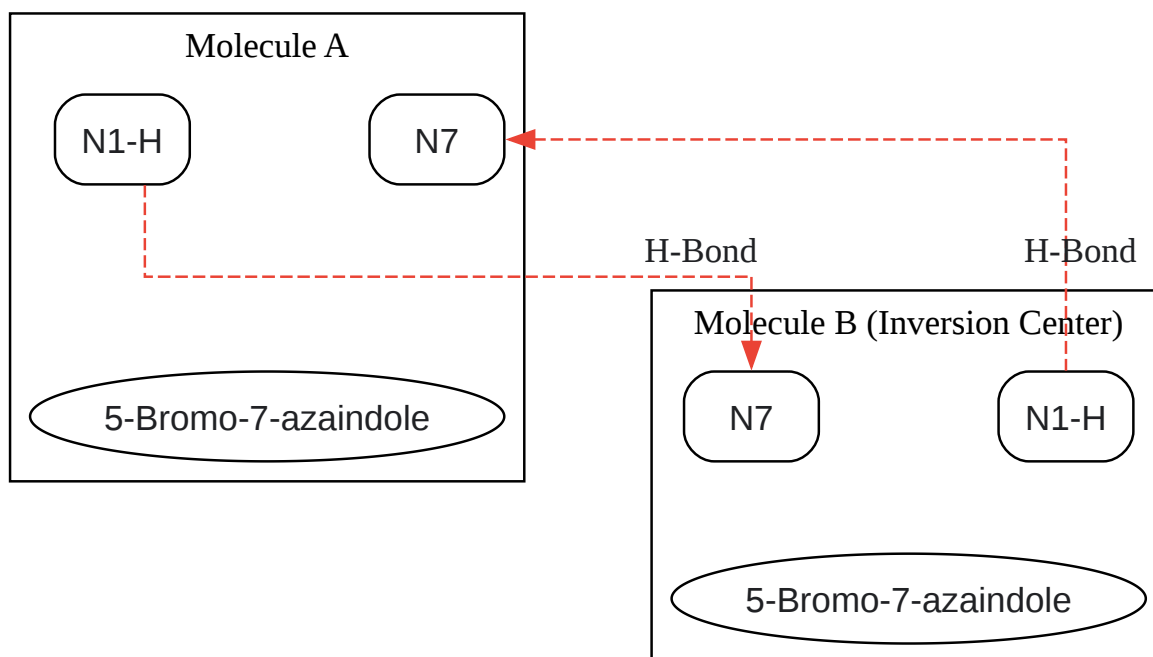 Molecule A
N1-H
N7
5-Bromo-7-azaindole
H-Bond
H-Bond
Molecule B (Inversion Center)
N7
N1-H
5-Bromo-7-azaindole